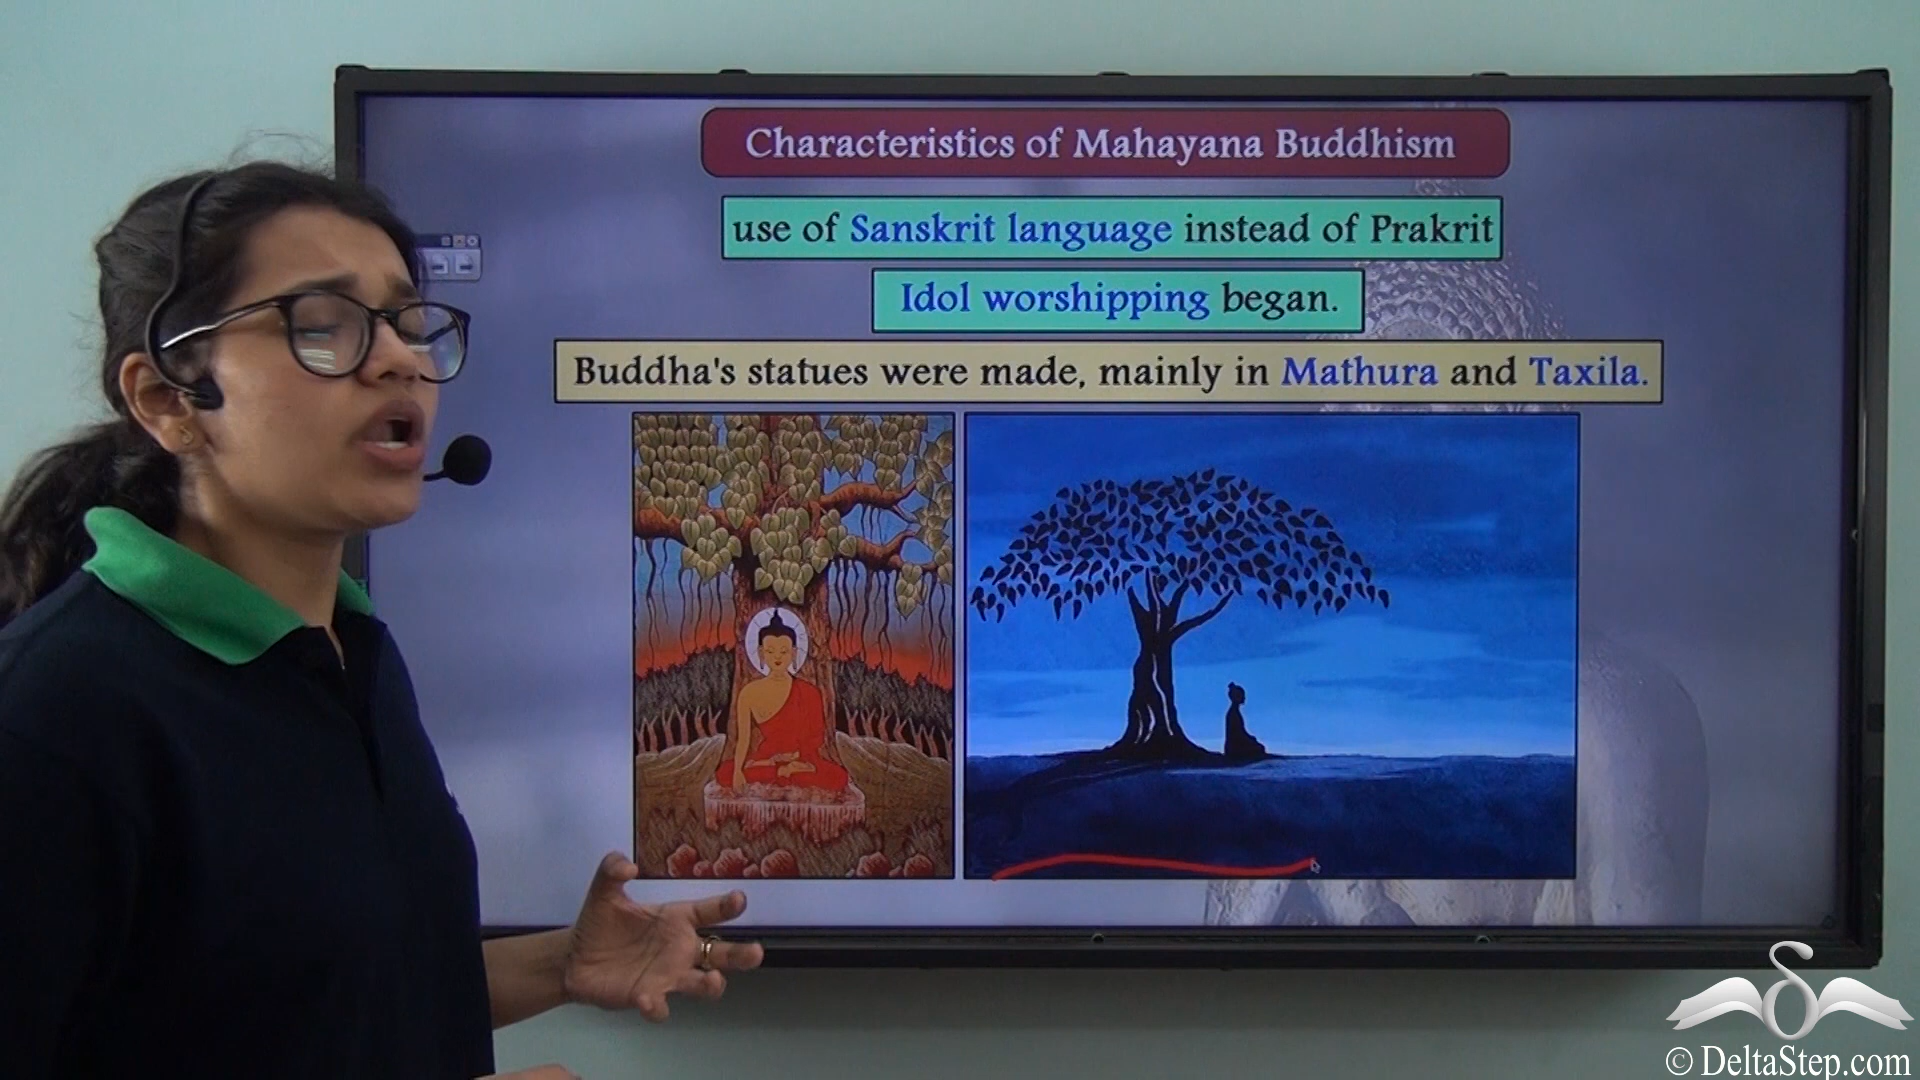 Characteristics of Mahayana Buddhism
use of Sanskrit language instead of Prakrit
Idol worshipping began.
Buddha's statues were made, mainly in Mathura and Taxila.
© DeltaStep.com